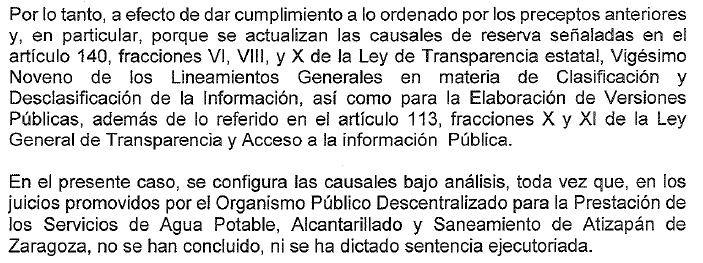 Por lo tanto, a efecto de dar cumplimiento a lo ordenado por los preceptos anteriores
y, en particular, porque se actualizan las causales de reserva señaladas en el
artículo 140, fracciones VI, VIII, y X de la Ley de Transparencia estatal, Vigésimo
Noveno de los Lineamientos Generales en materia de Clasificación y
Desclasificación de la Información, así como para la Elaboración de Versiones
Públicas, además de lo referido en el artículo 113, fracciones X y XI de la Ley
General de Transparencia y Acceso a la información Pública.
En el presente caso, se configura las causales bajo análisis, toda vez que, en los
juicios promovidos por el Organismo Público Descentralizado para la Prestación de
los Servicios de Agua Potable, Alcantarillado y Saneamiento de Atizapán de
Zaragoza, no se han concluido, ni se ha dictado sentencia ejecutoriada.